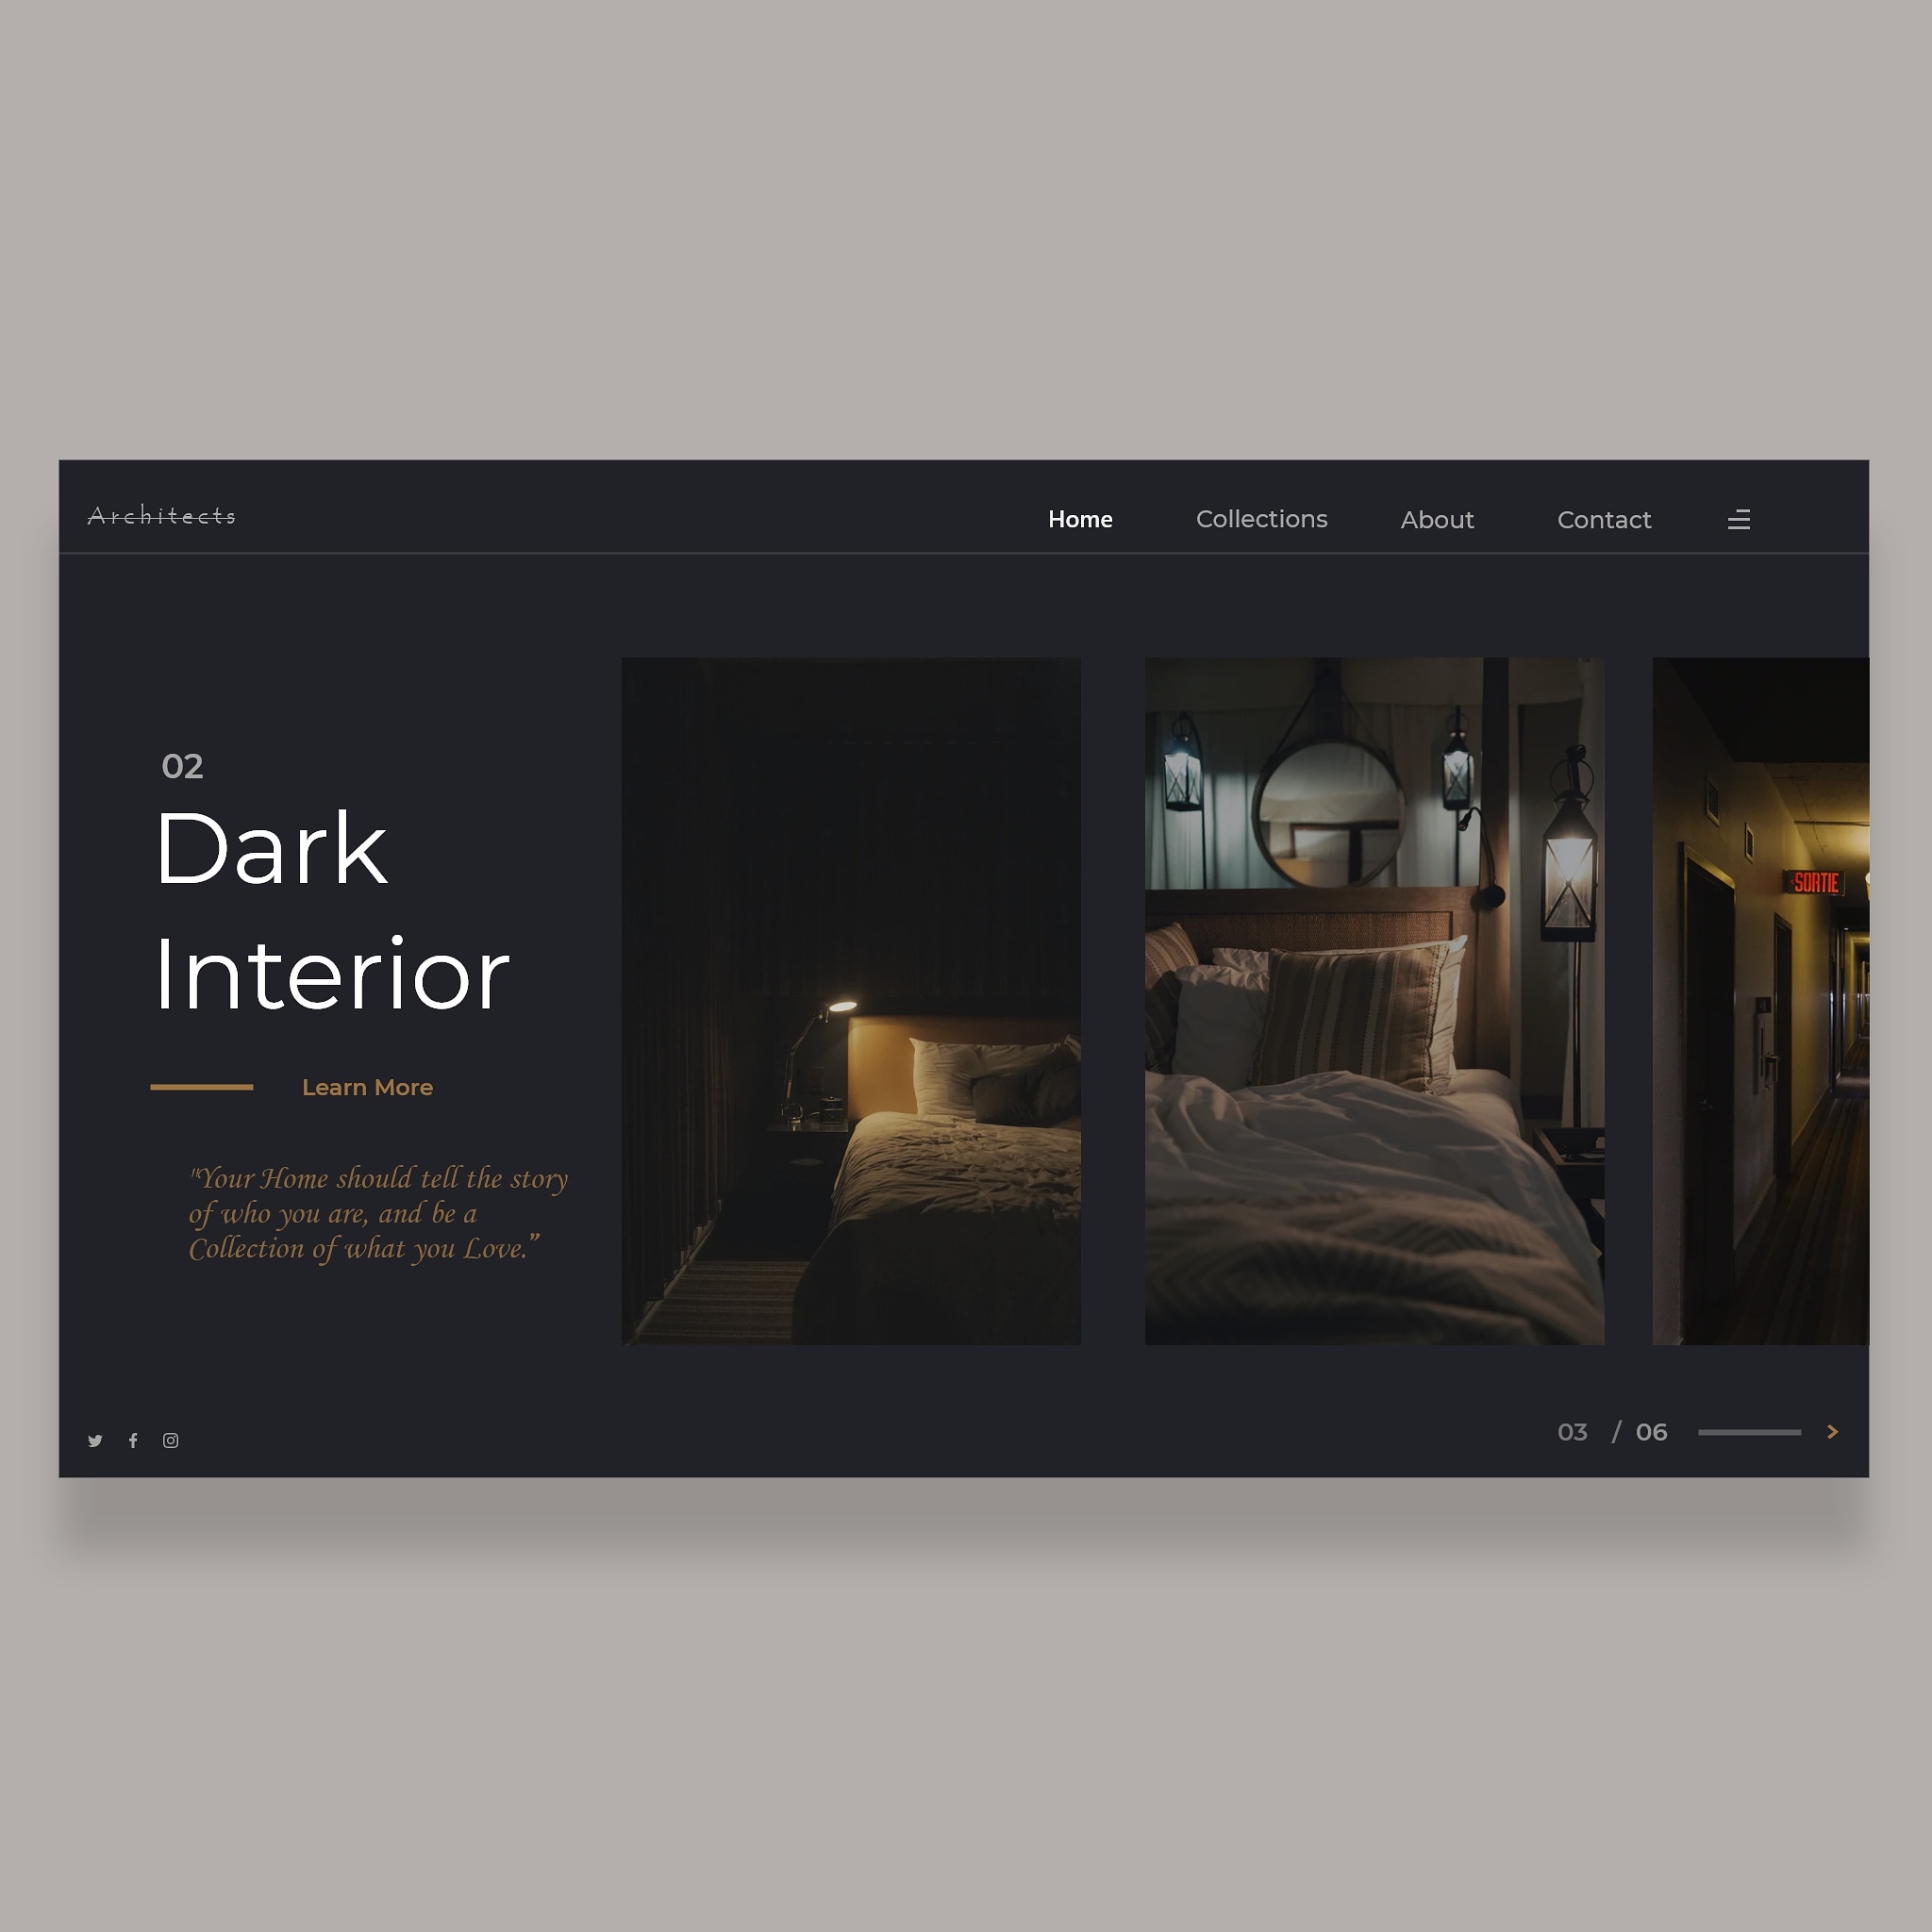 Architects
Home Collections About Contact
02
Dark
Interior
SORTIE
Learn More
"Your Home should tell the story
of who you are, and be a
Collection of what you Love.”
03 / 06